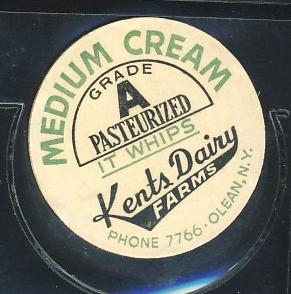 MEDIUM CREAM
GRADE
A
PASTEURIZED
IT WHIPS
Kents Dairy
FARMS
PHONE 7766 · OLEAN, N.Y.